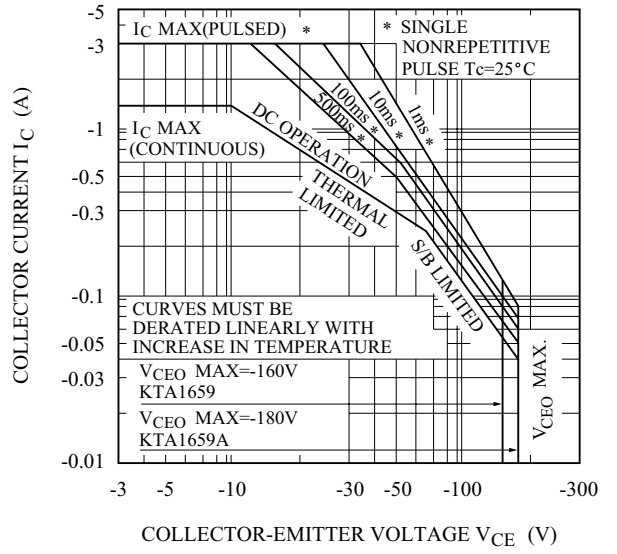 -5
IC MAX(PULSED) *
* SINGLE
NONREPETITIVE
PULSE Tc=25°C
-3
-1
-0.5
-0.3
-0.1
-0.05
-0.03
-0.01
COLLECTOR CURRENT IC (A)
IC MAX
(CONTINUOUS)
1ms *
10ms *
100ms *
500ms *
DC OPERATION
THERMAL
LIMITED
S/B LIMITED
CURVES MUST BE
DERATED LINEARLY WITH
INCREASE IN TEMPERATURE
VCEO MAX=-160V
KTA1659
VCEO MAX=-180V
KTA1659A
VCEO MAX.
-3 -5 -10 -30 -50 -100 -300
COLLECTOR-EMITTER VOLTAGE VCE (V)